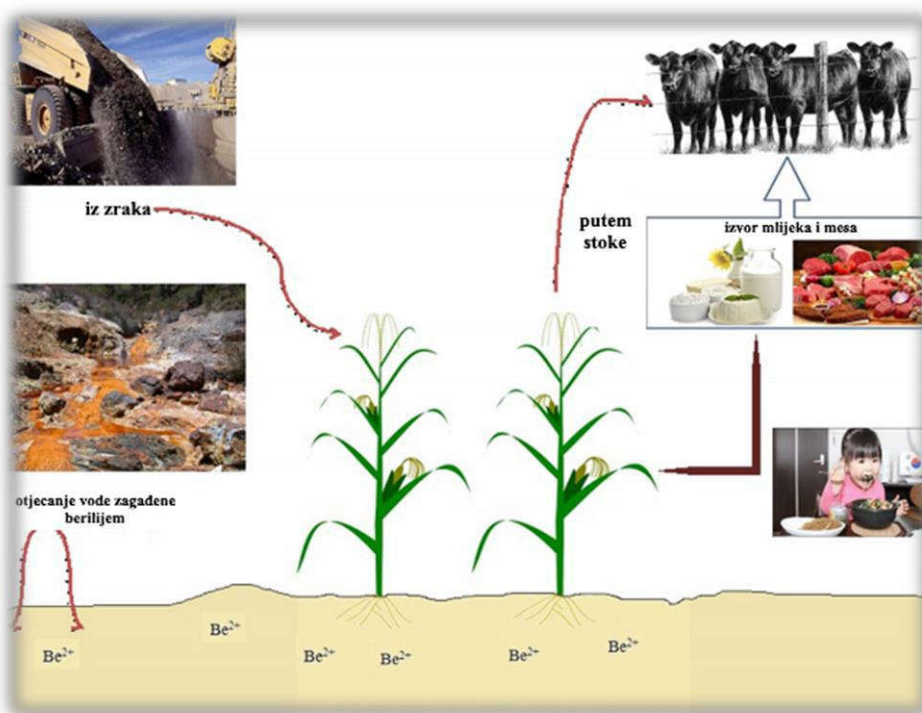 iz zraka
putem
stoke
izvor mlijeka i mesa
otjecanje vode zagađene
berilijem
Be²⁺
Be²⁺
Be²⁺
Be²⁺
Be²⁺
Be²⁺